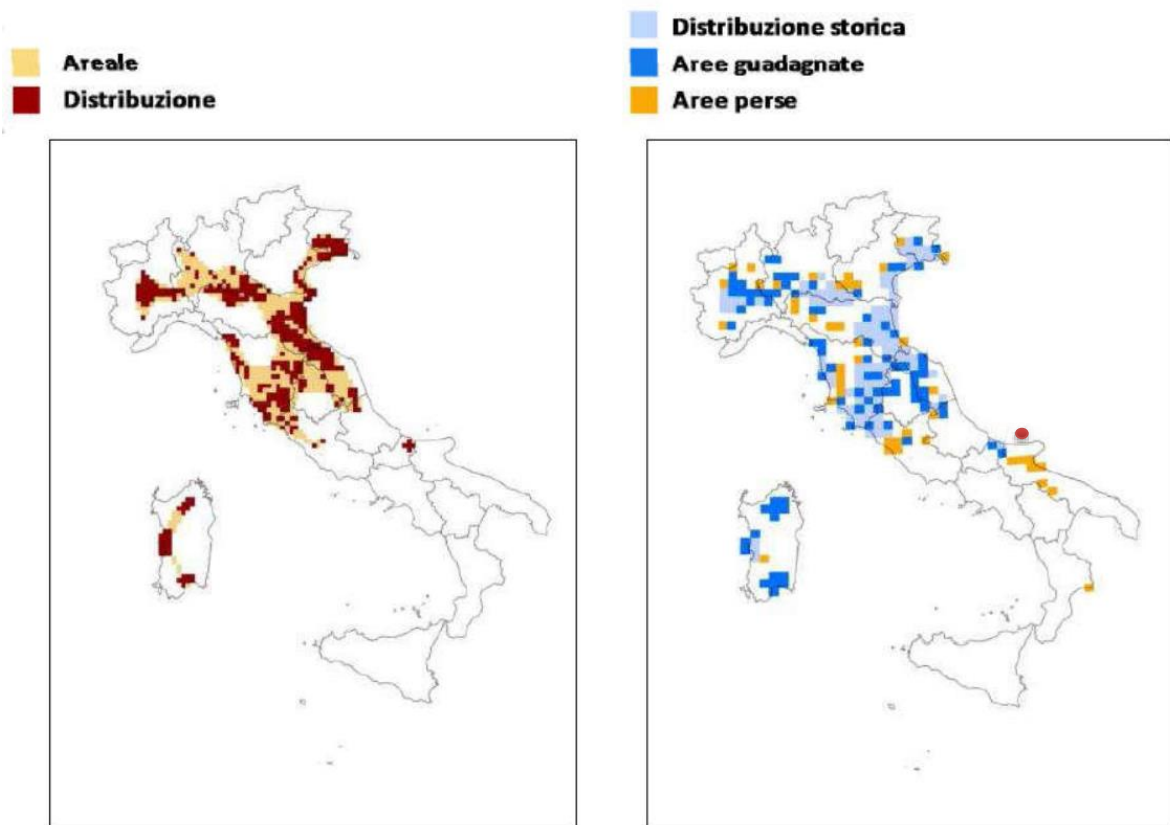 Areale
Distribuzione
Distribuzione storica
Aree guadagnate
Aree perse